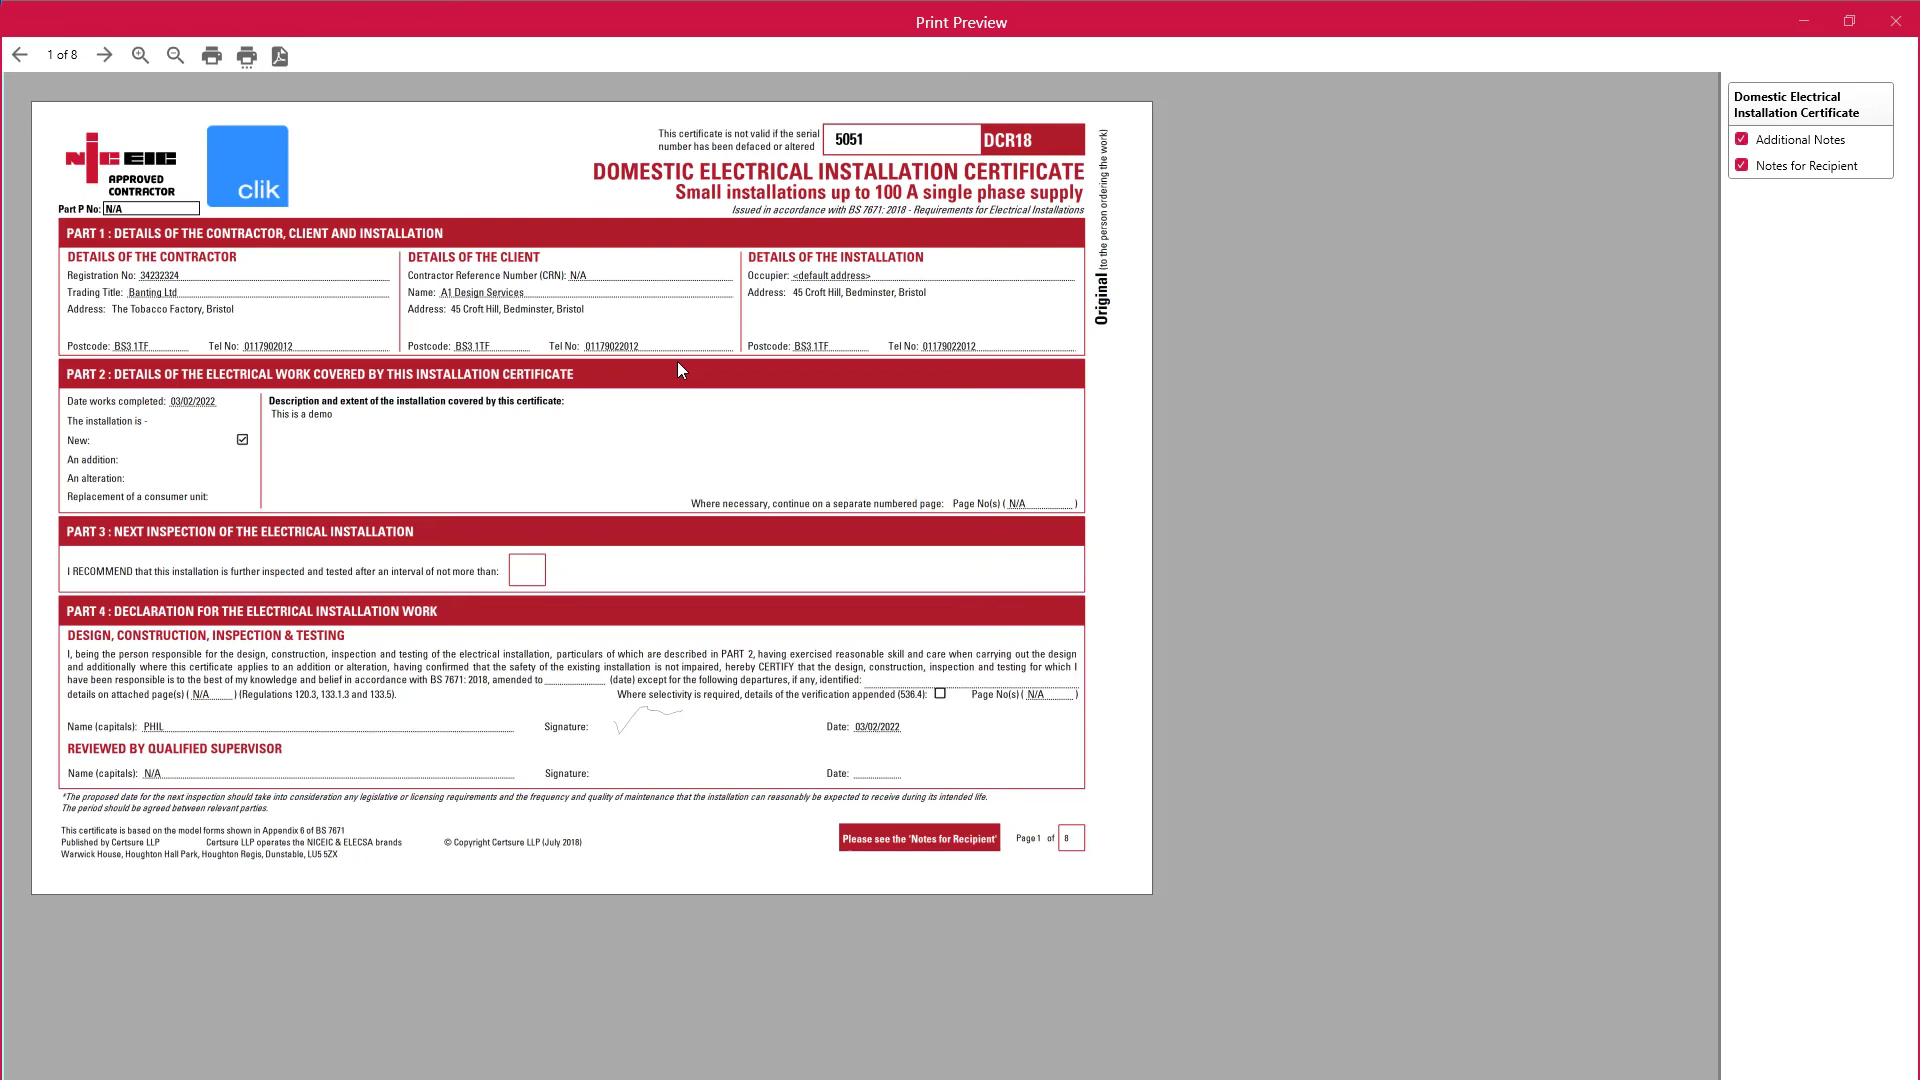 Print Preview
1 of 8
Domestic Electrical
Installation Certificate
Additional Notes
Notes for Recipient
NICEIC
APPROVED
CONTRACTOR
clik
Part P No: N/A
This certificate is not valid if the serial
number has been defaced or altered
5051
DCR18
DOMESTIC ELECTRICAL INSTALLATION CERTIFICATE
Small installations up to 100 A single phase supply
Issued in accordance with BS 7671: 2018 - Requirements for Electrical Installations
Original (to the person ordering the work)
PART 1 : DETAILS OF THE CONTRACTOR, CLIENT AND INSTALLATION
DETAILS OF THE CONTRACTOR
Registration No: 34232324
Trading Title: Banting Ltd
Address: The Tobacco Factory, Bristol
Postcode: BS3 1TF Tel No: 0117902012
DETAILS OF THE CLIENT
Contractor Reference Number (CRN): N/A
Name: A1 Design Services
Address: 45 Croft Hill, Bedminster, Bristol
Postcode: BS3 1TF Tel No: 01179022012
DETAILS OF THE INSTALLATION
Occupier: <default address>
Address: 45 Croft Hill, Bedminster, Bristol
Postcode: BS3 1TF Tel No: 01179022012
PART 2 : DETAILS OF THE ELECTRICAL WORK COVERED BY THIS INSTALLATION CERTIFICATE
Date works completed: 03/02/2022
The installation is -
New:
An addition:
An alteration:
Replacement of a consumer unit:
Description and extent of the installation covered by this certificate:
This is a demo
Where necessary, continue on a separate numbered page: Page No(s) ( N/A )
PART 3 : NEXT INSPECTION OF THE ELECTRICAL INSTALLATION
I RECOMMEND that this installation is further inspected and tested after an interval of not more than:
PART 4 : DECLARATION FOR THE ELECTRICAL INSTALLATION WORK
DESIGN, CONSTRUCTION, INSPECTION & TESTING
I, being the person responsible for the design, construction, inspection and testing of the electrical installation, particulars of which are described in PART 2, having exercised reasonable skill and care when carrying out the design
and additionally where this certificate applies to an addition or alteration, having confirmed that the safety of the existing installation is not impaired, hereby CERTIFY that the design, construction, inspection and testing for which I
have been responsible is to the best of my knowledge and belief in accordance with BS 7671: 2018, amended to (date) except for the following departures, if any, identified:
details on attached page(s) ( N/A ) (Regulations 120.3, 133.1.3 and 133.5). Where selectivity is required, details of the verification appended (536.4): Page No(s) ( N/A )
Name (capitals): PHIL Signature: Date: 03/02/2022
REVIEWED BY QUALIFIED SUPERVISOR
Name (capitals): N/A Signature: Date:
*The proposed date for the next inspection should take into consideration any legislative or licensing requirements and the frequency and quality of maintenance that the installation can reasonably be expected to receive during its intended life.
The period should be agreed between relevant parties.
This certificate is based on the model forms shown in Appendix 6 of BS 7671
Published by Certsure LLP Certsure LLP operates the NICEIC & ELECSA brands © Copyright Certsure LLP (July 2018)
Warwick House, Houghton Hall Park, Houghton Regis, Dunstable, LU5 5ZX
Please see the 'Notes for Recipient'
Page 1 of 8